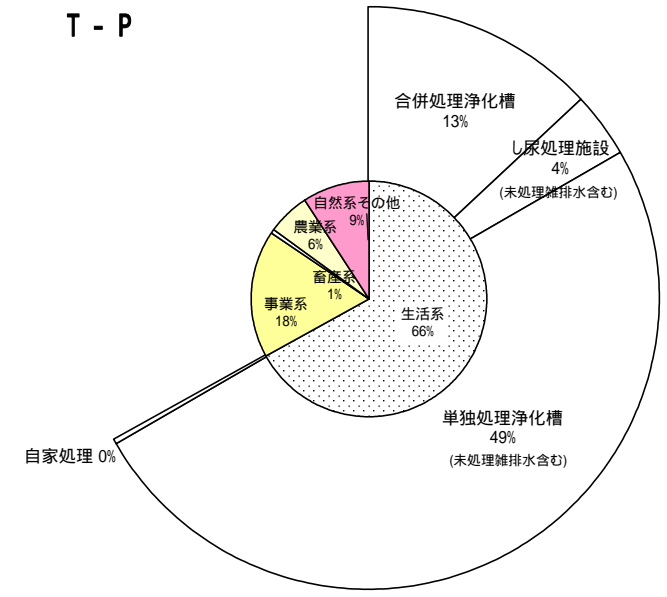 T - P
合併処理浄化槽
13%
し尿処理施設
4%
(未処理雑排水含む)
自然系その他
9%
農業系
6%
畜産系
1%
事業系
18%
生活系
66%
単独処理浄化槽
49%
(未処理雑排水含む)
自家処理 0%